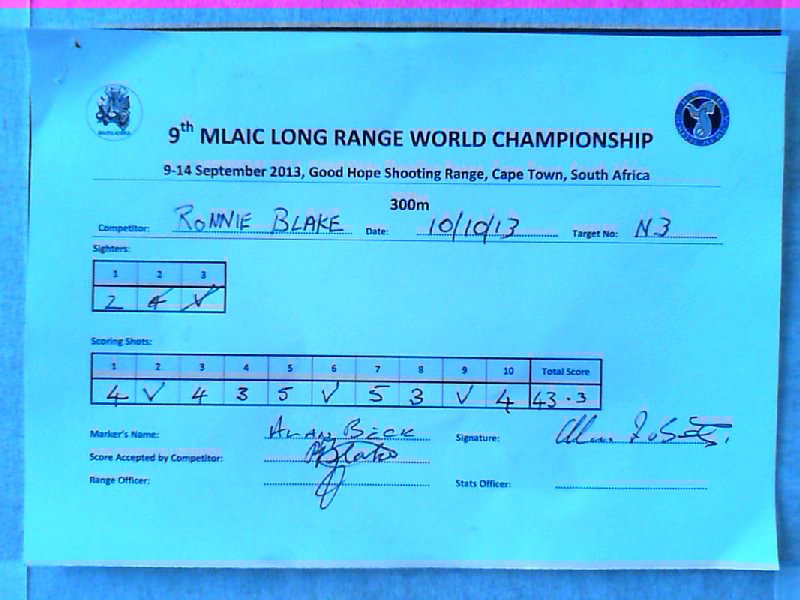 9th MLAIC LONG RANGE WORLD CHAMPIONSHIP
9-14 September 2013, Good Hope Shooting Range, Cape Town, South Africa
300m
Competitor: RONNIE BLAKE Date: 10/10/13 Target No: N3
Sighters:
1 2 3
2 4 V
Scoring Shots:
1 2 3 4 5 6 7 8 9 10 Total Score
4 V 4 3 5 V 5 3 V 4 43.3
Marker's Name: ALAN Signature:
Score Accepted by Competitor:
Range Officer: Stats Officer: